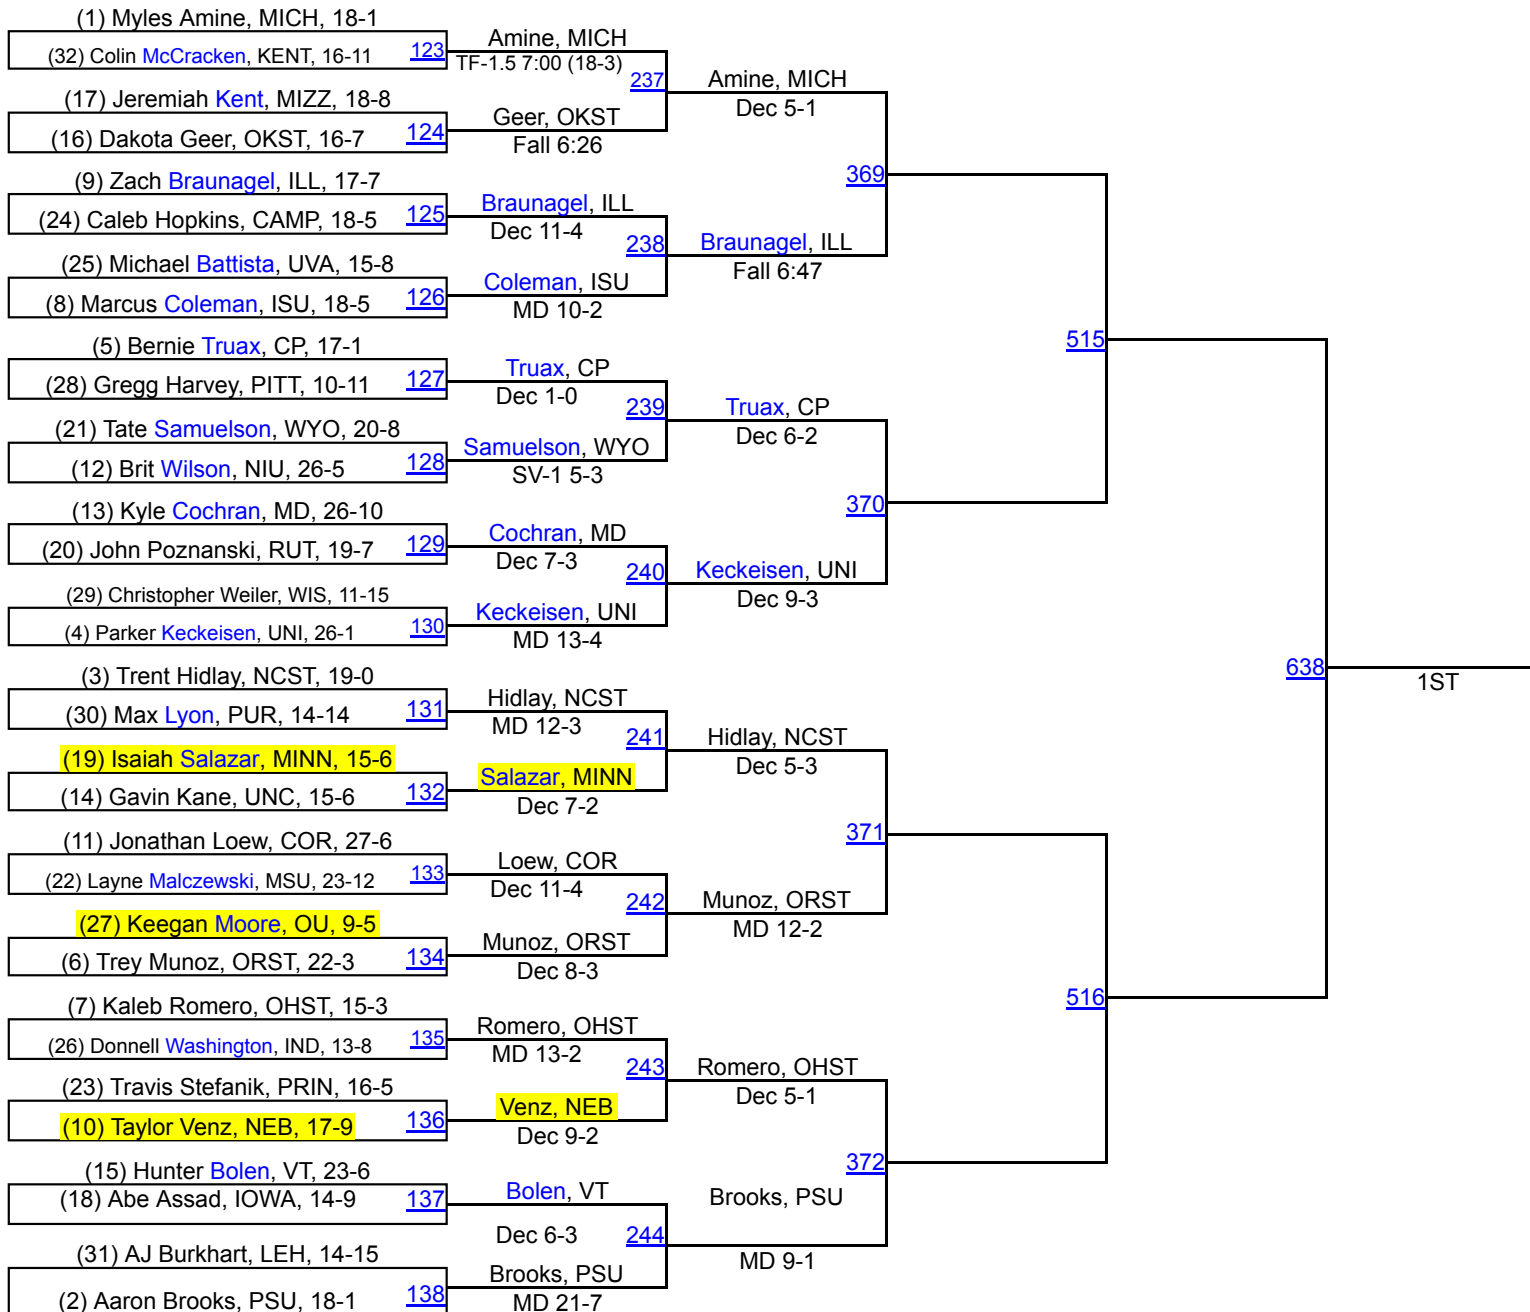 (1) Myles Amine, MICH, 18-1
(32) Colin McCracken, KENT, 16-11
123
Amine, MICH
TF-1.5 7:00 (18-3)
237
Amine, MICH
Dec 5-1
(17) Jeremiah Kent, MIZZ, 18-8
(16) Dakota Geer, OKST, 16-7
124
Geer, OKST
Fall 6:26
369
(9) Zach Braunagel, ILL, 17-7
(24) Caleb Hopkins, CAMP, 18-5
125
Braunagel, ILL
Dec 11-4
238
Braunagel, ILL
Fall 6:47
(25) Michael Battista, UVA, 15-8
(8) Marcus Coleman, ISU, 18-5
126
Coleman, ISU
MD 10-2
515
(5) Bernie Truax, CP, 17-1
(28) Gregg Harvey, PITT, 10-11
127
Truax, CP
Dec 1-0
239
Truax, CP
Dec 6-2
(21) Tate Samuelson, WYO, 20-8
(12) Brit Wilson, NIU, 26-5
128
Samuelson, WYO
SV-1 5-3
370
(13) Kyle Cochran, MD, 26-10
(20) John Poznanski, RUT, 19-7
129
Cochran, MD
Dec 7-3
240
Keckeisen, UNI
Dec 9-3
(29) Christopher Weiler, WIS, 11-15
(4) Parker Keckeisen, UNI, 26-1
130
Keckeisen, UNI
MD 13-4
638
1ST
(3) Trent Hidlay, NCST, 19-0
(30) Max Lyon, PUR, 14-14
131
Hidlay, NCST
MD 12-3
241
Hidlay, NCST
Dec 5-3
(19) Isaiah Salazar, MINN, 15-6
(14) Gavin Kane, UNC, 15-6
132
Salazar, MINN
Dec 7-2
371
(11) Jonathan Loew, COR, 27-6
(22) Layne Malczewski, MSU, 23-12
133
Loew, COR
Dec 11-4
242
Munoz, ORST
MD 12-2
(27) Keegan Moore, OU, 9-5
(6) Trey Munoz, ORST, 22-3
134
Munoz, ORST
Dec 8-3
516
(7) Kaleb Romero, OHST, 15-3
(26) Donnell Washington, IND, 13-8
135
Romero, OHST
MD 13-2
243
Romero, OHST
Dec 5-1
(23) Travis Stefanik, PRIN, 16-5
(10) Taylor Venz, NEB, 17-9
136
Venz, NEB
Dec 9-2
372
(15) Hunter Bolen, VT, 23-6
(18) Abe Assad, IOWA, 14-9
137
Bolen, VT
Dec 6-3
244
Brooks, PSU
MD 9-1
(31) AJ Burkhart, LEH, 14-15
(2) Aaron Brooks, PSU, 18-1
138
Brooks, PSU
MD 21-7